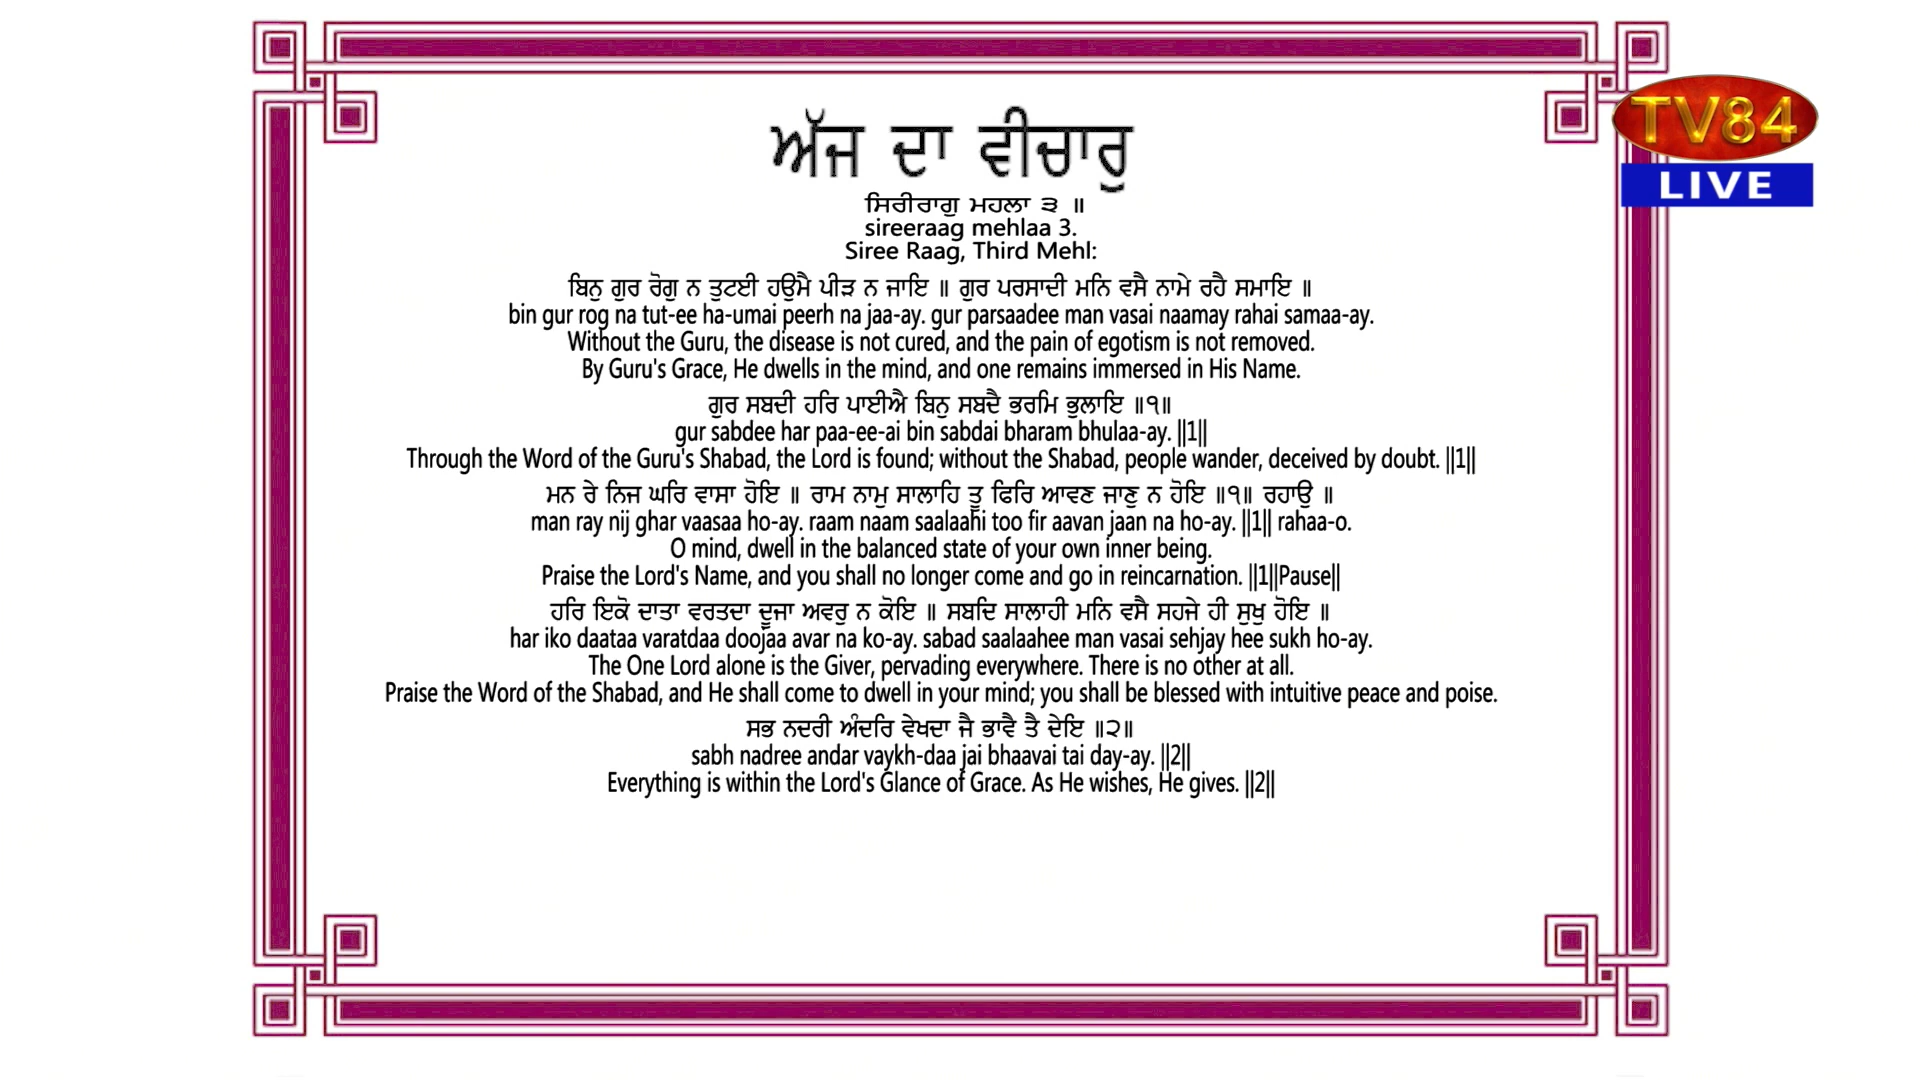 ਅੱਜ ਦਾ ਵੀਚਾਰੁ
TV84
LIVE
ਸਿਰੀਰਾਗੁ ਮਹਲਾ ੩ ॥
sireeraag mehlaa 3.
Siree Raag, Third Mehl:
ਬਿਨੁ ਗੁਰ ਰੋਗੁ ਨ ਤੁਟਈ ਹਉਮੈ ਪੀੜ ਨ ਜਾਇ ॥ ਗੁਰ ਪਰਸਾਦੀ ਮਨਿ ਵਸੈ ਨਾਮੇ ਰਹੈ ਸਮਾਇ ॥
bin gur rog na tut-ee ha-umai peerh na jaa-ay. gur parsaadee man vasai naamay rahai samaa-ay.
Without the Guru, the disease is not cured, and the pain of egotism is not removed.
By Guru's Grace, He dwells in the mind, and one remains immersed in His Name.
ਗੁਰ ਸਬਦੀ ਹਰਿ ਪਾਈਐ ਬਿਨੁ ਸਬਦੈ ਭਰਮਿ ਭੁਲਾਇ ॥੧॥
gur sabdee har paa-ee-ai bin sabdai bharam bhulaa-ay. ||1||
Through the Word of the Guru's Shabad, the Lord is found; without the Shabad, people wander, deceived by doubt. ||1||
ਮਨ ਰੇ ਨਿਜ ਘਰਿ ਵਾਸਾ ਹੋਇ ॥ ਰਾਮ ਨਾਮੁ ਸਾਲਾਹਿ ਤੂ ਫਿਰਿ ਆਵਣ ਜਾਣੁ ਨ ਹੋਇ ॥੧॥ ਰਹਾਉ ॥
man ray nij ghar vaasaa ho-ay. raam naam saalaahi too fir aavan jaan na ho-ay. ||1|| rahaa-o.
O mind, dwell in the balanced state of your own inner being.
Praise the Lord's Name, and you shall no longer come and go in reincarnation. ||1||Pause||
ਹਰਿ ਇਕੋ ਦਾਤਾ ਵਰਤਦਾ ਦੂਜਾ ਅਵਰੁ ਨ ਕੋਇ ॥ ਸਬਦਿ ਸਾਲਾਹੀ ਮਨਿ ਵਸੈ ਸਹਜੇ ਹੀ ਸੁਖੁ ਹੋਇ ॥
har iko daataa varatdaa doojaa avar na ko-ay. sabad saalaahee man vasai sehjay hee sukh ho-ay.
The One Lord alone is the Giver, pervading everywhere. There is no other at all.
Praise the Word of the Shabad, and He shall come to dwell in your mind; you shall be blessed with intuitive peace and poise.
ਸਭ ਨਦਰੀ ਅੰਦਰਿ ਵੇਖਦਾ ਜੈ ਭਾਵੈ ਤੈ ਦੇਇ ॥੨॥
sabh nadree andar vaykh-daa jai bhaavai tai day-ay. ||2||
Everything is within the Lord's Glance of Grace. As He wishes, He gives. ||2||